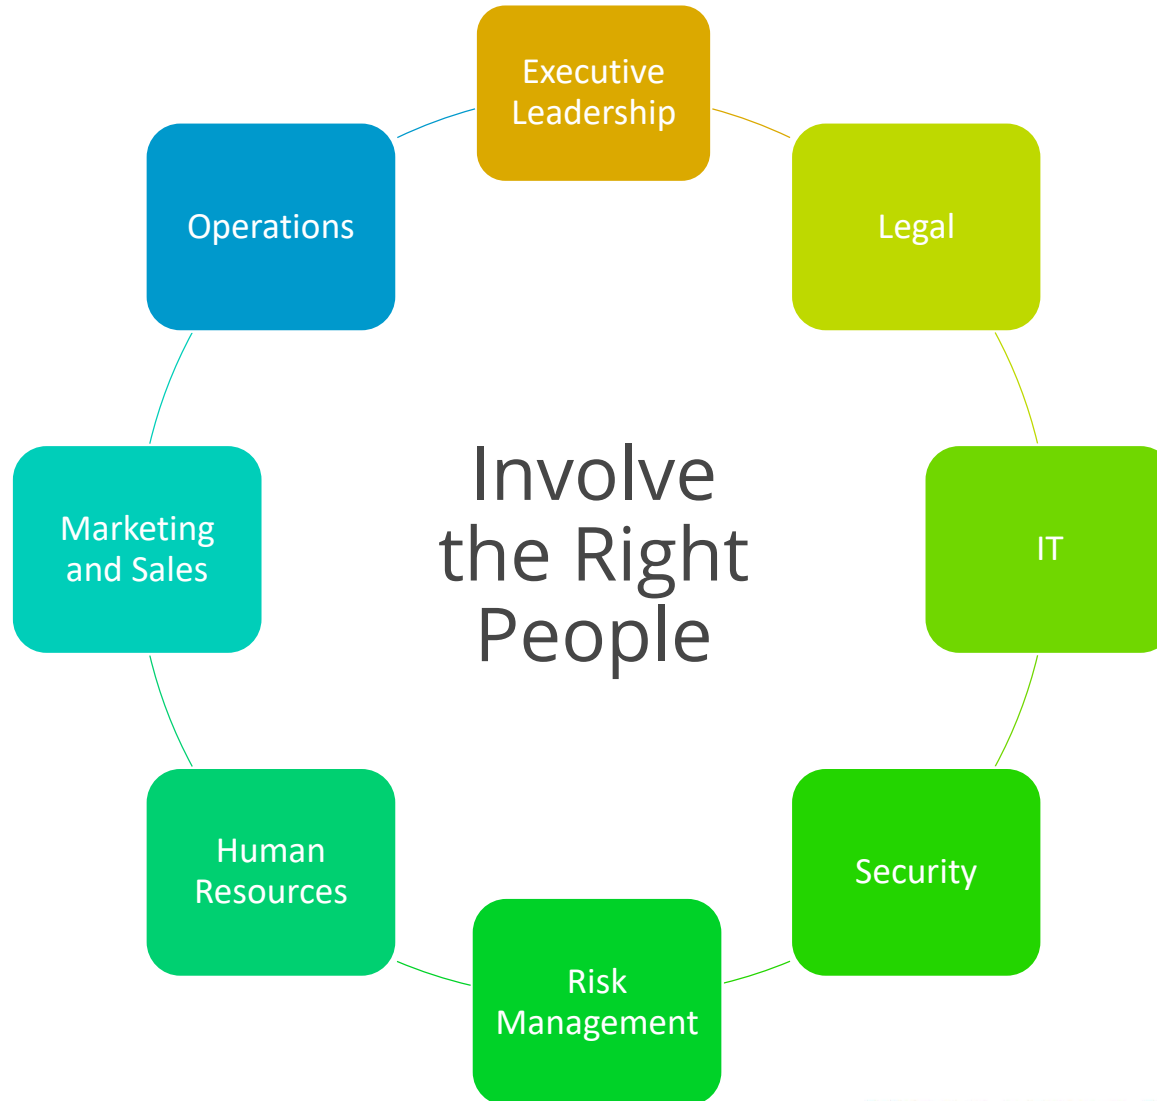 Executive
Leadership
Legal
IT
Security
Risk
Management
Human
Resources
Marketing
and Sales
Operations
Involve
the Right
People